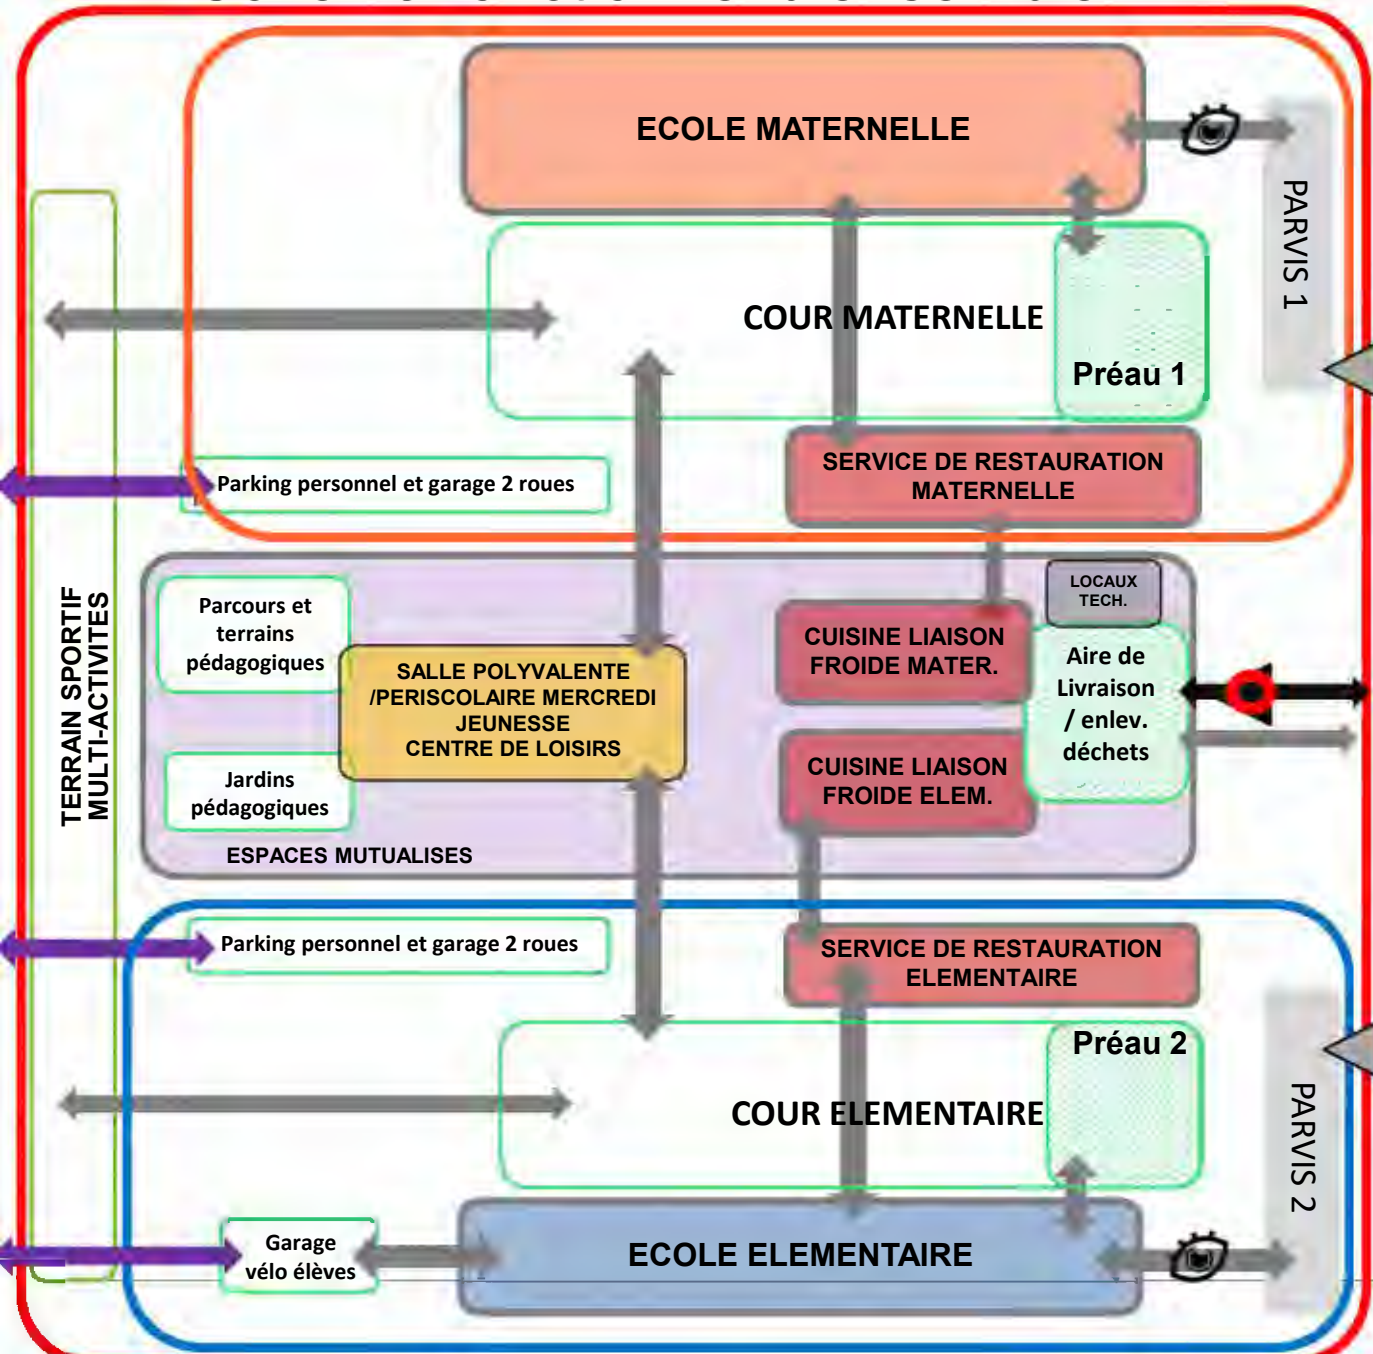 ECOLE MATERNELLE
PARVIS 1
COUR MATERNELLE
Préau 1
SERVICE DE RESTAURATION
MATERNELLE
Parking personnel et garage 2 roues
TERRAIN SPORTIF
MULTI-ACTIVITES
Parcours et
terrains
pédagogiques
LOCAUX
TECH.
CUISINE LIAISON
FROIDE MATER.
Aire de
Livraison
/ enlev.
déchets
SALLE POLYVALENTE
/PERISCOLAIRE MERCREDI
JEUNESSE
CENTRE DE LOISIRS
CUISINE LIAISON
FROIDE ELEM.
Jardins
pédagogiques
ESPACES MUTUALISES
Parking personnel et garage 2 roues
SERVICE DE RESTAURATION
ELEMENTAIRE
Préau 2
COUR ELEMENTAIRE
PARVIS 2
Garage
vélo élèves
ECOLE ELEMENTAIRE